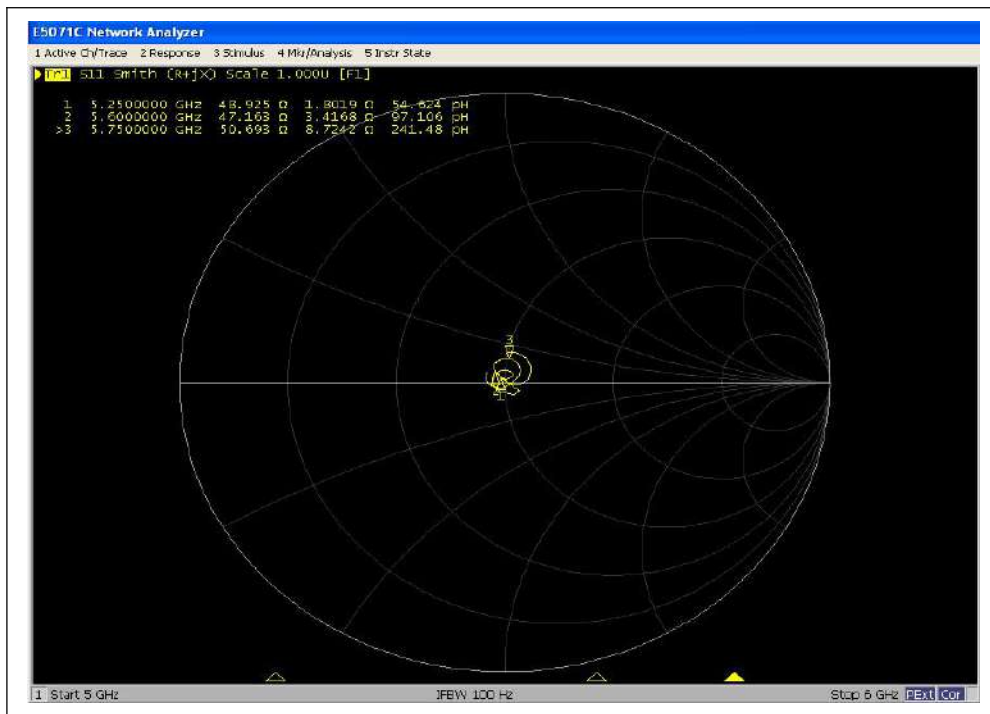 E5071C Network Analyzer
1 Active Ch/Trace 2 Response 3 Stimulus 4 Mkr/Analysis 5 Instr State
Tr1 S11 Smith (R+jX) Scale 1.000U [F1]
1 5.2500000 GHz 48.925 Ω 1.8019 Ω 54.624 pH
2 5.6000000 GHz 47.163 Ω 3.4168 Ω 97.106 pH
>3 5.7500000 GHz 50.693 Ω 8.7242 Ω 241.48 pH
3
1
1 Start 5 GHz IFBW 100 Hz Stop 6 GHz PExt Cor